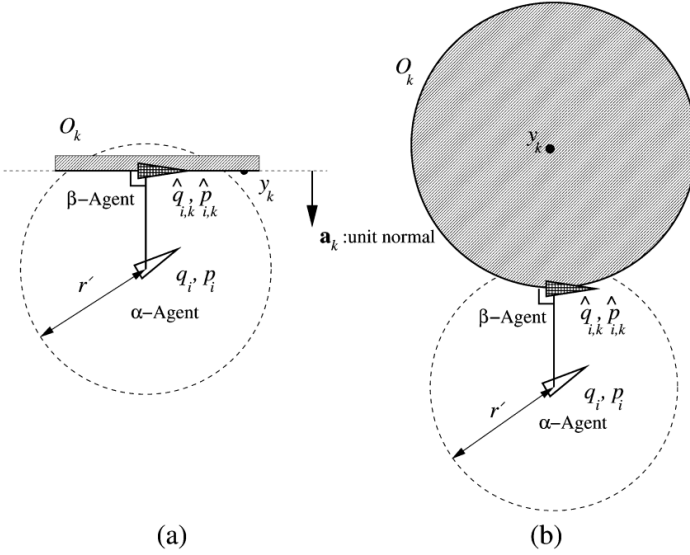 O_k
y_k
β−Agent
q̂_{i,k}, p̂_{i,k}
a_k :unit normal
r′
q_i, p_i
α−Agent
(a)
O_k
y_k
β−Agent
q̂_{i,k}, p̂_{i,k}
r′
q_i, p_i
α−Agent
(b)